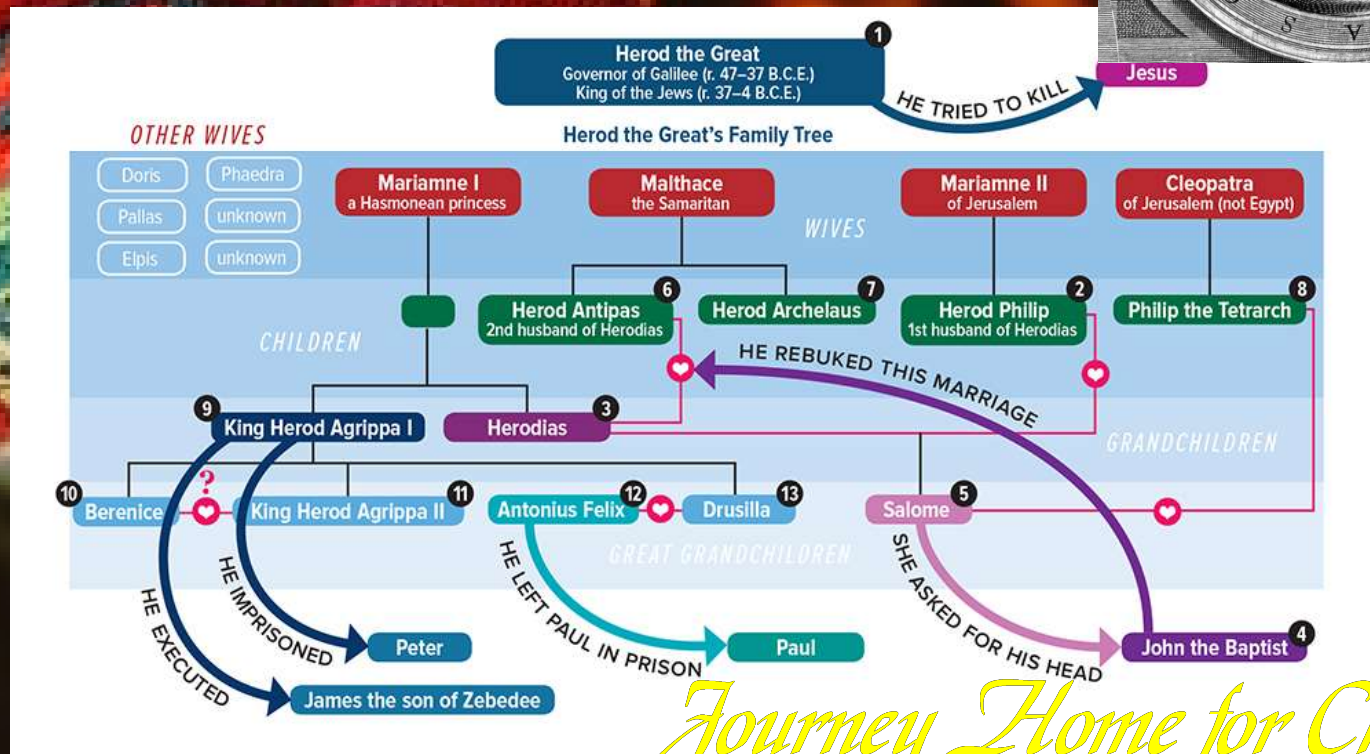 1
Herod the Great
Governor of Galilee (r. 47–37 B.C.E.)
King of the Jews (r. 37–4 B.C.E.)
HE TRIED TO KILL
Jesus
S V
Herod the Great's Family Tree
OTHER WIVES
Doris Phaedra
Pallas unknown
Elpis unknown
Mariamne I
a Hasmonean princess
Malthace
the Samaritan
Mariamne II
of Jerusalem
Cleopatra
of Jerusalem (not Egypt)
WIVES
6
Herod Antipas
2nd husband of Herodias
7
Herod Archelaus
2
Herod Philip
1st husband of Herodias
8
Philip the Tetrarch
CHILDREN
HE REBUKED THIS MARRIAGE
9
King Herod Agrippa I
3
Herodias
GRANDCHILDREN
10
Berenice
?
11
King Herod Agrippa II
12
Antonius Felix
13
Drusilla
5
Salome
GREAT GRANDCHILDREN
HE EXECUTED
HE IMPRISONED
HE LEFT PAUL IN PRISON
SHE ASKED FOR HIS HEAD
Peter
Paul
4
John the Baptist
James the son of Zebedee
Journey Home for C